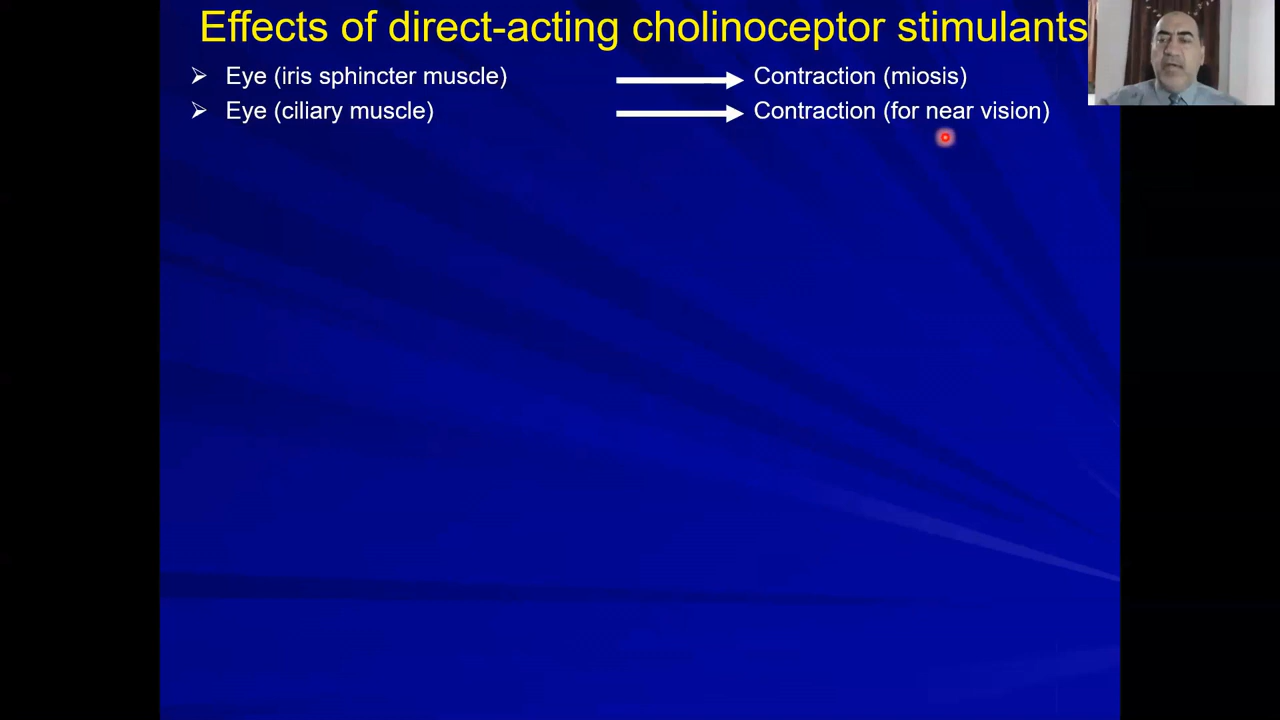 Effects of direct-acting cholinoceptor stimulants
➢ Eye (iris sphincter muscle) Contraction (miosis)
➢ Eye (ciliary muscle) Contraction (for near vision)